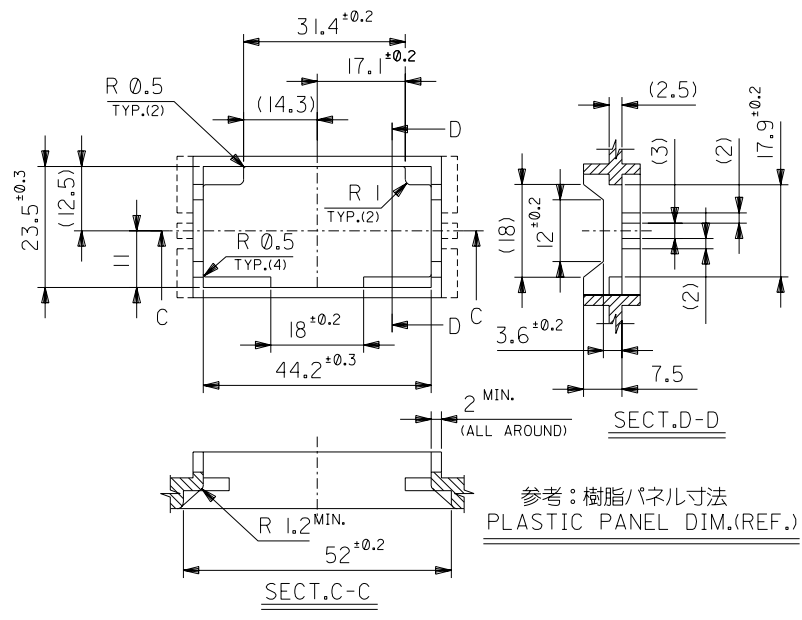 31.4±0.2
17.1±0.2
(14.3)
R 0.5
TYP.(2)
D
(2.5)
17.9±0.2
(3)
(2)
23.5±0.3
(12.5)
11
R 1
TYP.(2)
R 0.5
TYP.(4)
(18)
12±0.2
(2)
C
C
18±0.2
D
3.6±0.2
44.2±0.3
7.5
2 MIN.
(ALL AROUND)
SECT.D-D
R 1.2 MIN.
52±0.2
SECT.C-C
参考：樹脂パネル寸法
PLASTIC PANEL DIM.(REF.)